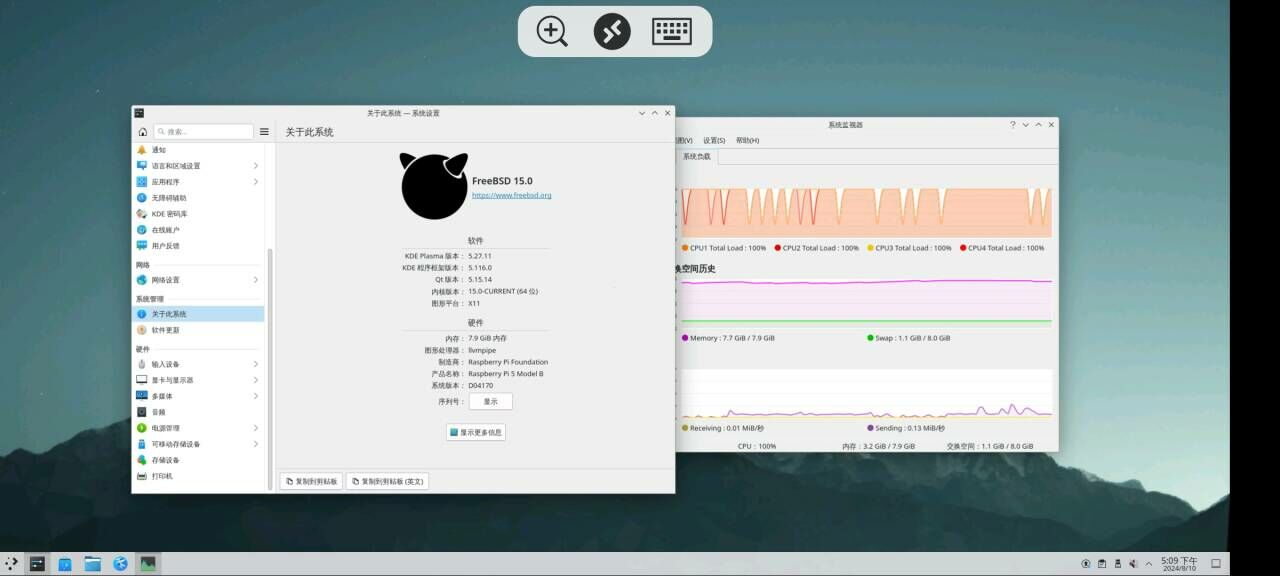 关于此系统 — 系统设置
搜索...
关于此系统
通知
语言和区域设置
应用程序
无障碍辅助
KDE 密码库
在线账户
用户反馈
网络
网络设置
系统管理
关于此系统
软件更新
硬件
输入设备
显卡与显示器
多媒体
音频
电源管理
可移动存储设备
存储设备
打印机
FreeBSD 15.0
https://www.freebsd.org
软件
KDE Plasma 版本： 5.27.11
KDE 程序框架版本： 5.116.0
Qt 版本： 5.15.14
内核版本： 15.0-CURRENT (64 位)
图形平台： X11
硬件
内存： 7.9 GiB 内存
图形处理器： llvmpipe
制造商： Raspberry Pi Foundation
产品名称： Raspberry Pi 5 Model B
系统版本： D04170
序列号： 显示
显示更多信息
复制到剪贴板 复制到剪贴板 (英文)
系统监视器
图(V) 设置(S) 帮助(H)
系统负载
CPU1 Total Load : 100% CPU2 Total Load : 100% CPU3 Total Load : 100% CPU4 Total Load : 100%
换空间历史
Memory : 7.7 GiB / 7.9 GiB Swap : 1.1 GiB / 8.0 GiB
Receiving : 0.01 MiB/秒 Sending : 0.13 MiB/秒
CPU：100% 内存：3.2 GiB / 7.9 GiB 交换空间：1.1 GiB / 8.0 GiB
5:09 下午
2024/8/10